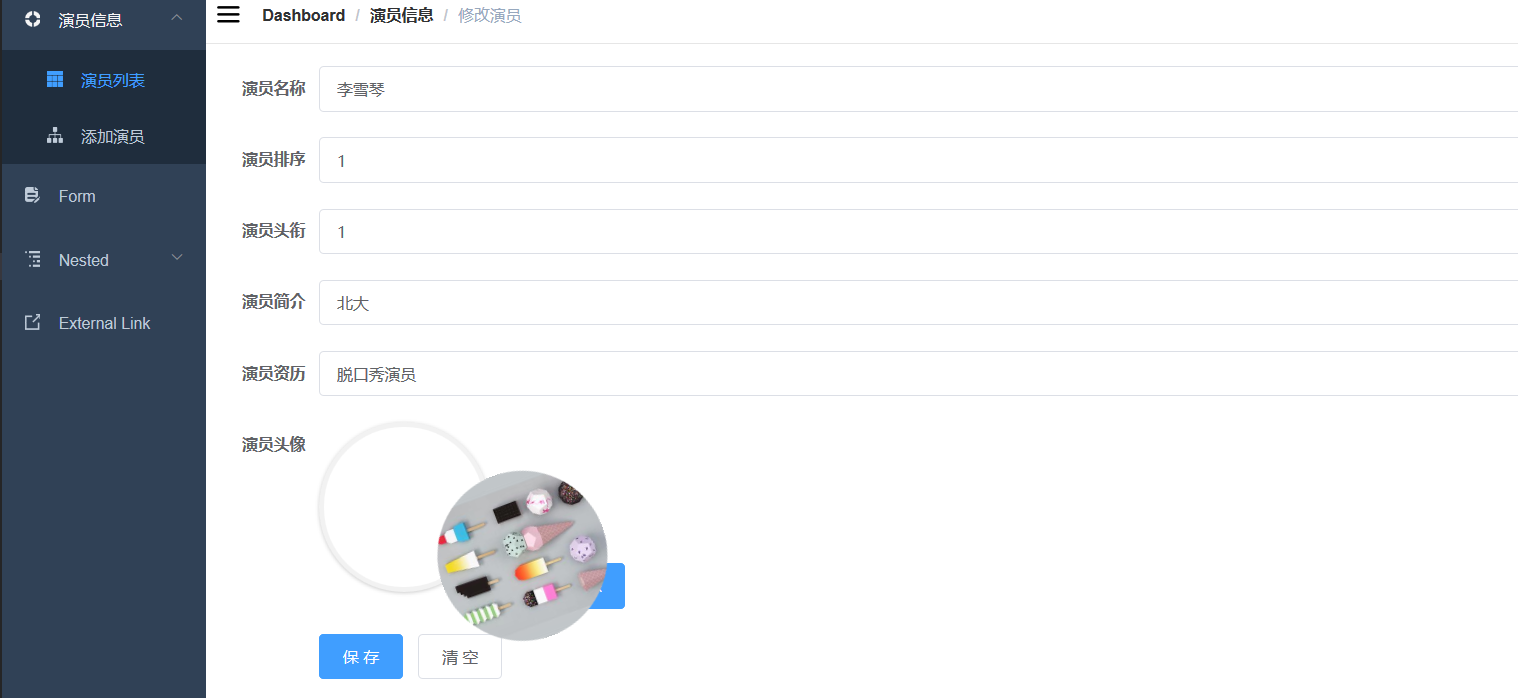 演员信息
演员列表
添加演员
Form
Nested
External Link
Dashboard / 演员信息 / 修改演员
演员名称 李雪琴
演员排序 1
演员头衔 1
演员简介 北大
演员资历 脱口秀演员
演员头像
保 存 清 空